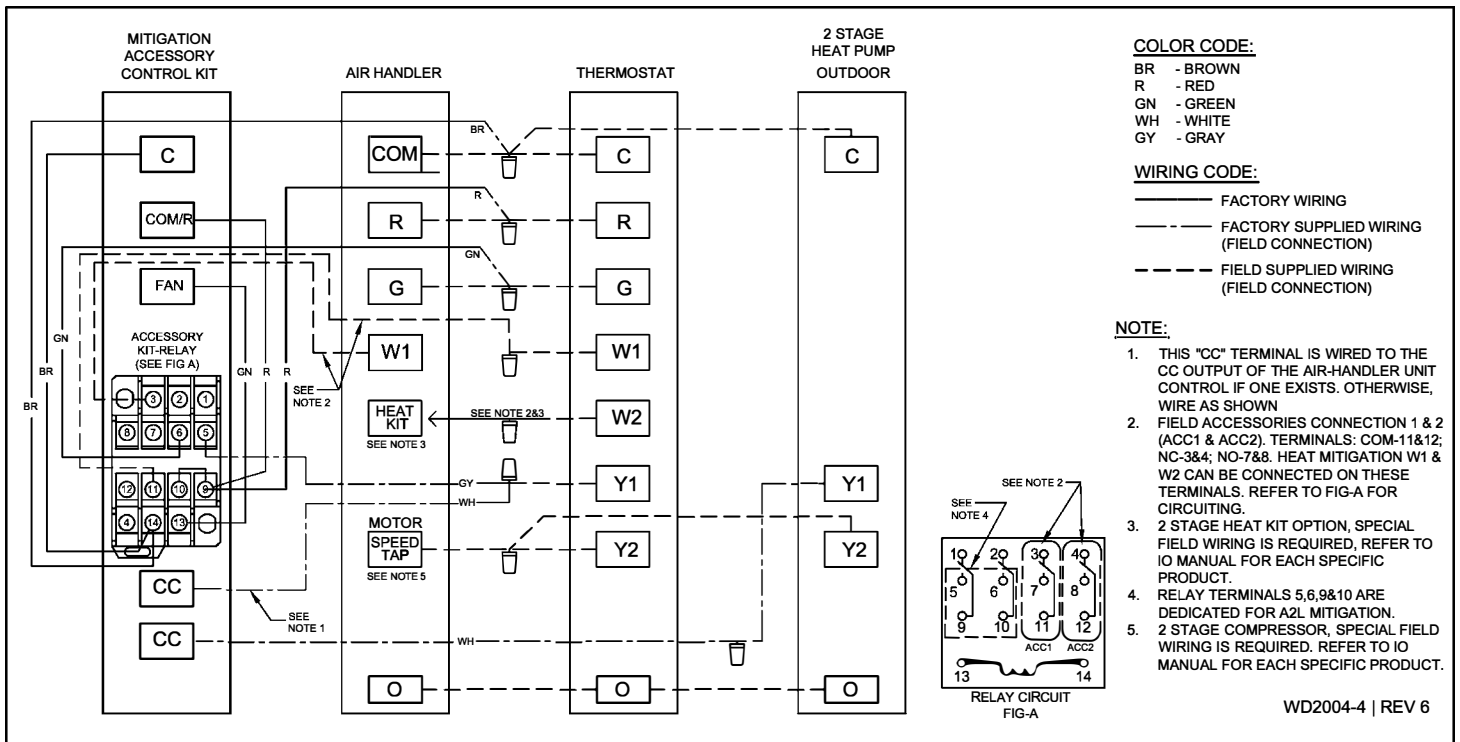 MITIGATION
ACCESSORY
CONTROL KIT
AIR HANDLER
THERMOSTAT
2 STAGE
HEAT PUMP
OUTDOOR
C
COM/R
FAN
ACCESSORY
KIT-RELAY
(SEE FIG A)
3
2
1
8
7
6
5
12
11
10
9
4
14
13
CC
CC
GN
BR
BR
GN
R
R
BR
R
GN
SEE
NOTE 2
SEE NOTE 2&3
GY
WH
SEE
NOTE 1
WH
COM
R
G
W1
HEAT
KIT
SEE NOTE 3
MOTOR
SPEED
TAP
SEE NOTE 5
O
C
R
G
W1
W2
Y1
Y2
O
C
Y1
Y2
O
COLOR CODE:
BR - BROWN
R - RED
GN - GREEN
WH - WHITE
GY - GRAY
WIRING CODE:
FACTORY WIRING
FACTORY SUPPLIED WIRING
(FIELD CONNECTION)
FIELD SUPPLIED WIRING
(FIELD CONNECTION)
NOTE:
1. THIS "CC" TERMINAL IS WIRED TO THE
CC OUTPUT OF THE AIR-HANDLER UNIT
CONTROL IF ONE EXISTS. OTHERWISE,
WIRE AS SHOWN
2. FIELD ACCESSORIES CONNECTION 1 & 2
(ACC1 & ACC2). TERMINALS: COM-11&12;
NC-3&4; NO-7&8. HEAT MITIGATION W1 &
W2 CAN BE CONNECTED ON THESE
TERMINALS. REFER TO FIG-A FOR
CIRCUITING.
3. 2 STAGE HEAT KIT OPTION, SPECIAL
FIELD WIRING IS REQUIRED, REFER TO
IO MANUAL FOR EACH SPECIFIC
PRODUCT.
4. RELAY TERMINALS 5,6,9&10 ARE
DEDICATED FOR A2L MITIGATION.
5. 2 STAGE COMPRESSOR, SPECIAL FIELD
WIRING IS REQUIRED. REFER TO IO
MANUAL FOR EACH SPECIFIC PRODUCT.
SEE NOTE 2
SEE
NOTE 4
1
2
3
4
5
6
7
8
9
10
11
12
ACC1
ACC2
13
14
RELAY CIRCUIT
FIG-A
WD2004-4 | REV 6